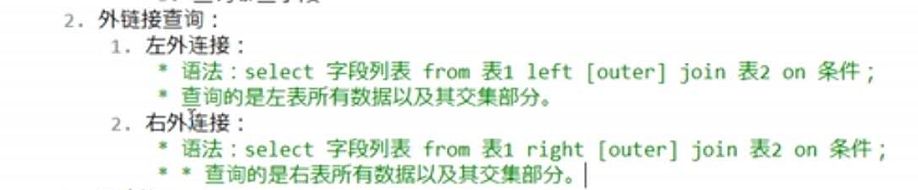 2. 外链接查询：
1. 左外连接：
* 语法：select 字段列表 from 表1 left [outer] join 表2 on 条件；
* 查询的是左表所有数据以及其交集部分。
2. 右外连接：
* 语法：select 字段列表 from 表1 right [outer] join 表2 on 条件；
* * 查询的是右表所有数据以及其交集部分。